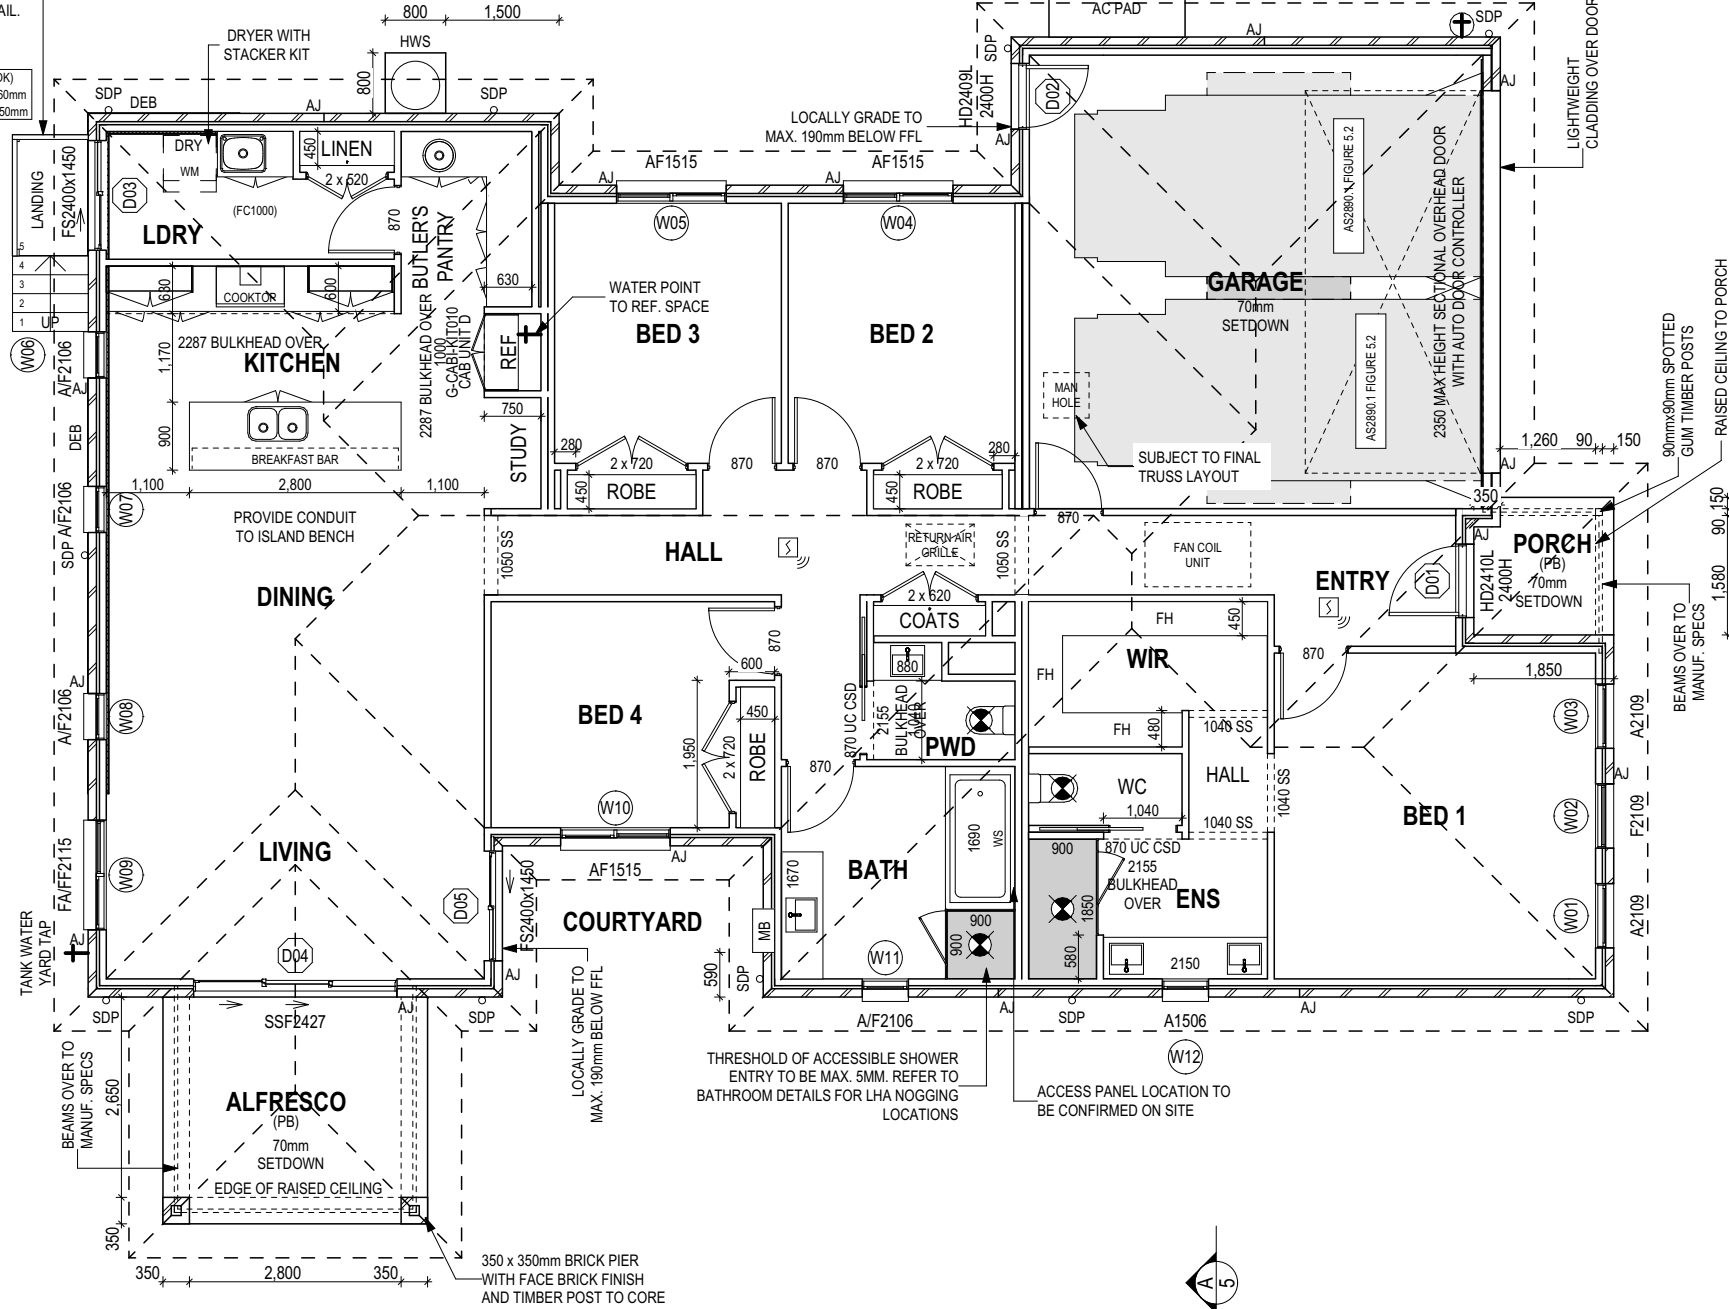 AIL.
800
1,500
HWS
800
DRYER WITH
STACKER KIT
AC PAD
SDP
AJ
SDP
LIGHTWEIGHT
CLADDING OVER DOOR
OK)
60mm
50mm
SDP
DEB
AJ
SDP
LOCALLY GRADE TO
MAX. 190mm BELOW FFL
HD2409L
2400H
D02
AJ
AJ
LANDING
FS2400x1450
D03
DRY
WM
450
LINEN
2 x 520
(FC1000)
870
LDRY
BUTLER'S
PANTRY
630
AF1515
AF1515
AJ
AJ
W05
W04
AS2890.1 FIGURE 5.2
AS2890.1 FIGURE 5.2
2350 MAX HEIGHT SECTIONAL OVERHEAD DOOR
WITH AUTO DOOR CONTROLLER
GARAGE
70mm
SETDOWN
5
4
3
2
1
UP
630
COOKTOP
600
2287 BULKHEAD OVER
KITCHEN
2287 BULKHEAD OVER
1000
G-CABI-KIT010
CAB UNIT D
REF
WATER POINT
TO REF. SPACE
BED 3
BED 2
MAN
HOLE
SUBJECT TO FINAL
TRUSS LAYOUT
W06
A/F2106
AJ
1,170
900
BREAKFAST BAR
DEB
750
STUDY
280
2 x 720
870
870
2 x 720
280
450
ROBE
450
ROBE
1,260
90
150
AJ
350
90mmx90mm SPOTTED
GUM TIMBER POSTS
RAISED CEILING TO PORCH
1,100
2,800
1,100
W07
A/F2106
SDP
PROVIDE CONDUIT
TO ISLAND BENCH
1050 SS
HALL
RETURN AIR
GRILLE
1050 SS
870
FAN COIL
UNIT
ENTRY
D01
AJ
HD2410L
2400H
PORCH
(PB)
70mm
SETDOWN
150
90
1,580
BEAMS OVER TO
MANUF. SPECS
DINING
2 x 620
COATS
FH
450
WIR
FH
FH
480
870
1,850
AJ
W08
A/F2106
BED 4
870
600
450
1,950
2 x 720
ROBE
870 UC CSD
880
2155
BULKHEAD
OVER
1,040
PWD
870
1040 SS
HALL
1040 SS
1040 SS
WC
1,040
BED 1
W03
A2109
AJ
W02
F2109
W01
A2109
W10
LIVING
FA/FF2115
W09
D05
FS2400x1450
AF1515
AJ
COURTYARD
BATH
1670
MB
1690
WS
900
870 UC CSD
2155
BULKHEAD
OVER
ENS
1850
580
2150
900
900
TANK WATER
YARD TAP
AJ
D04
AJ
590
SDP
W11
SDP
SSF2427
AJ
SDP
LOCALLY GRADE TO
MAX. 190mm BELOW FFL
A/F2106
AJ
SDP
A1506
AJ
SDP
W12
BEAMS OVER TO
MANUF. SPECS
2,650
ALFRESCO
(PB)
70mm
SETDOWN
EDGE OF RAISED CEILING
THRESHOLD OF ACCESSIBLE SHOWER
ENTRY TO BE MAX. 5MM. REFER TO
BATHROOM DETAILS FOR LHA NOGGING
LOCATIONS
ACCESS PANEL LOCATION TO
BE CONFIRMED ON SITE
350
350
2,800
350
350 x 350mm BRICK PIER
WITH FACE BRICK FINISH
AND TIMBER POST TO CORE
A
5